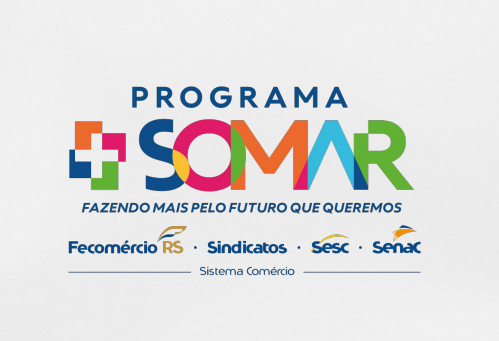 PROGRAMA
SOMAR
FAZENDO MAIS PELO FUTURO QUE QUEREMOS
Fecomércio RS · Sindicatos · Sesc · Senac
Sistema Comércio